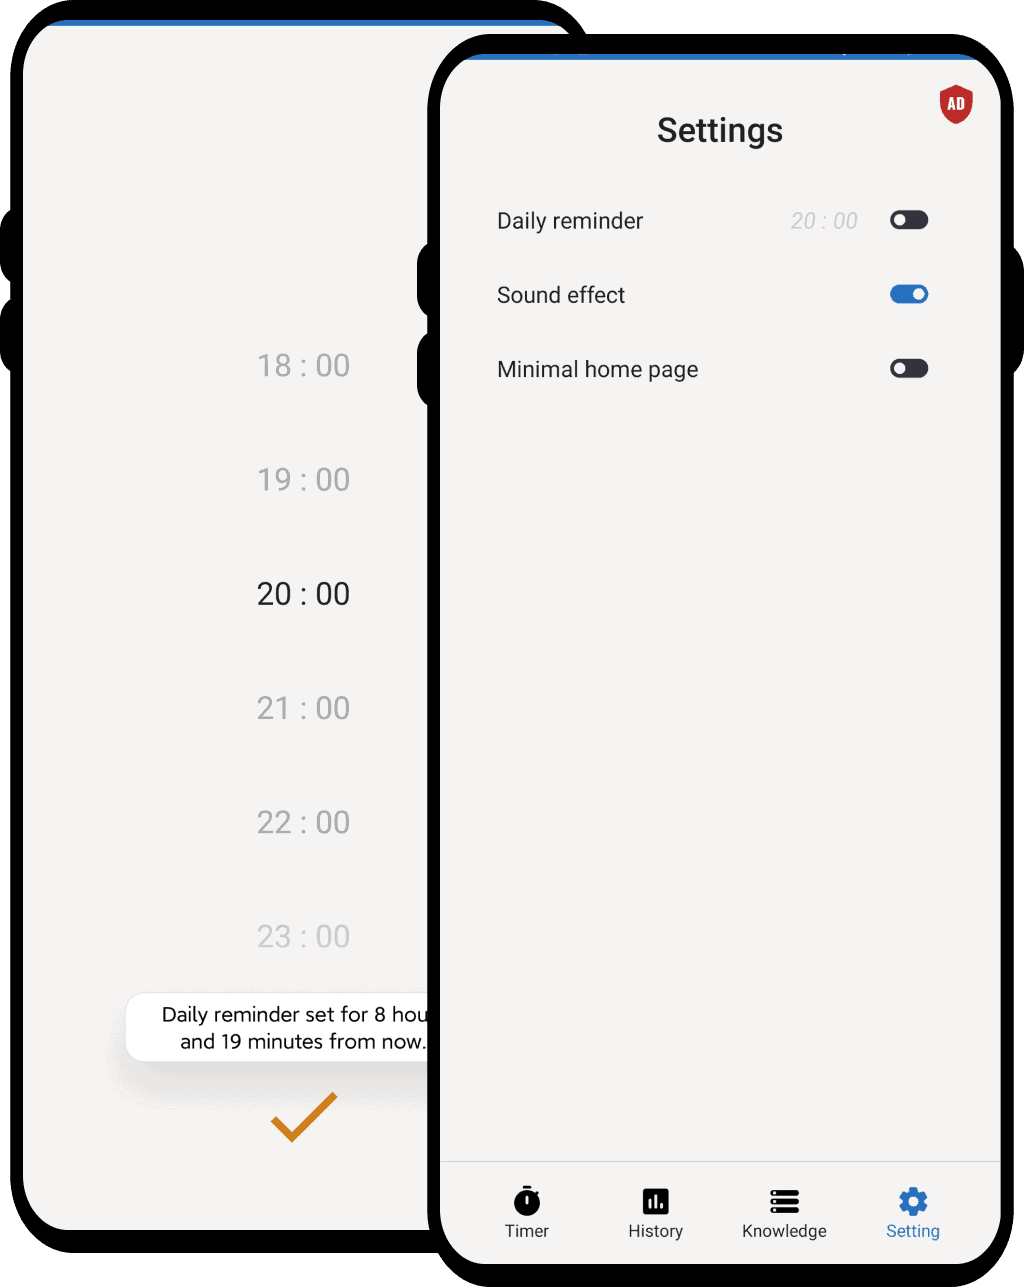 18 : 00
19 : 00
20 : 00
21 : 00
22 : 00
23 : 00
Daily reminder set for 8
and 19 minutes from now.
AD
Settings
Daily reminder 20 : 00
Sound effect
Minimal home page
Timer History Knowledge Setting